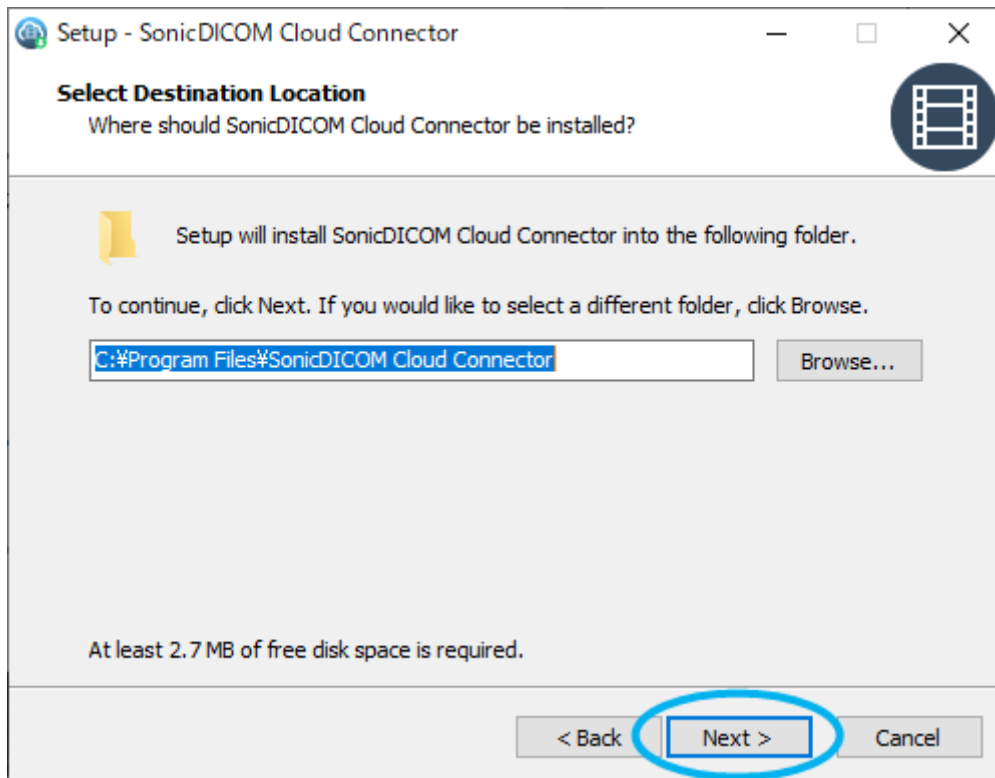 Setup - SonicDICOM Cloud Connector
Select Destination Location
Where should SonicDICOM Cloud Connector be installed?
Setup will install SonicDICOM Cloud Connector into the following folder.
To continue, click Next. If you would like to select a different folder, click Browse.
C:¥Program Files¥SonicDICOM Cloud Connector
Browse...
At least 2.7 MB of free disk space is required.
< Back
Next >
Cancel